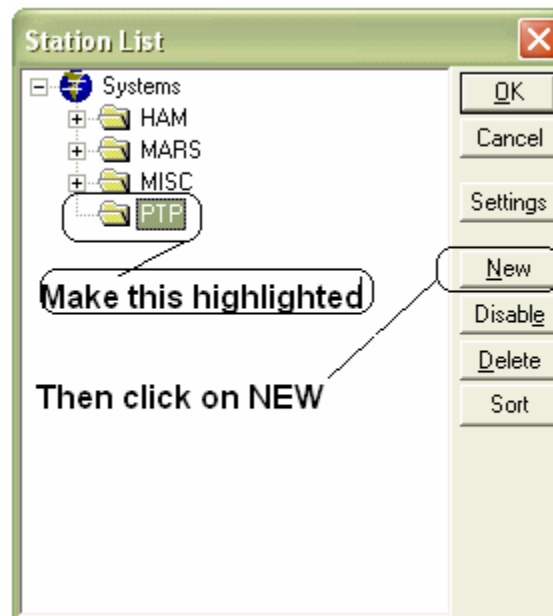 Station List
Systems
HAM
MARS
MISC
PTP
Make this highlighted
Then click on NEW
OK
Cancel
Settings
New
Disable
Delete
Sort